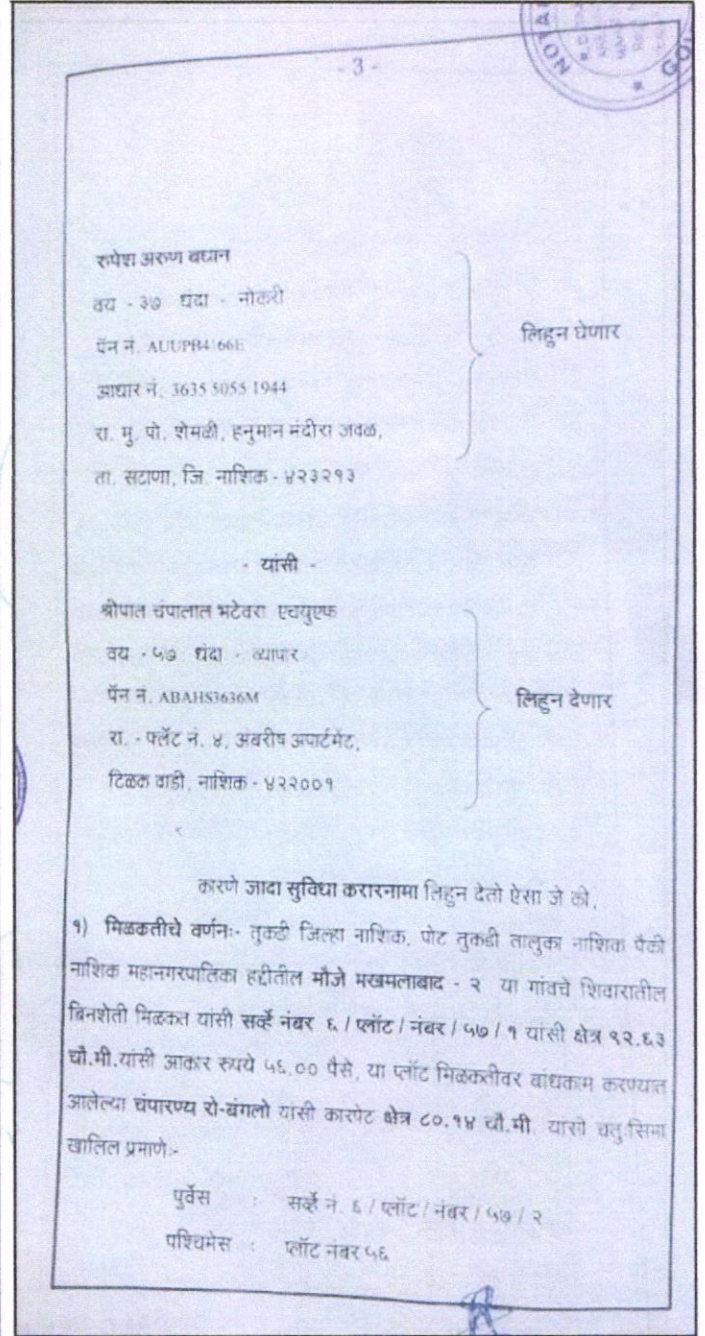 - 3 -
रुपेश अरुण बधान
वय - ३७ धंदा - नोकरी
पॅन नं. AUUPB4166E
आधार नं. 3635 5055 1944
रा. मु. पो. शेमळी, हनुमान मंदीरा जवळ,
ता. सटाणा, जि. नाशिक - ४२३२१३
लिहुन घेणार
- यांसी -
श्रीपाल चंपालाल भटेवरा एचयुएफ
वय - ५७ धंदा - व्यापार
पॅन नं. ABAHS3636M
रा. - फ्लॅट नं. ४, अंबरीष अपार्टमेंट,
टिळक वाडी, नाशिक - ४२२००१
लिहुन देणार
कारणे जादा सुविधा करारनामा लिहुन देतो ऐसा जे की,
१) मिळकतीचे वर्णनः- तुकडी जिल्हा नाशिक, पोट तुकडी तालुका नाशिक पैकी
नाशिक महानगरपालिका हद्दीतील मौजे मखमलाबाद - २ या गांवचे शिवारातील
बिनशेती मिळकत यांसी सर्व्हे नंबर ६ / प्लॉट / नंबर / ५७ / १ यांसी क्षेत्र ९२.६३
चौ.मी.यांसी आकार रुपये ५६.०० पैसे, या प्लॉट मिळकतीवर बांधकाम करण्यात
आलेल्या चंपारण्य रो-बंगलो यांसी कारपेट क्षेत्र ८०.१४ चौ.मी. यांसी चतुःसिमा
खालिल प्रमाणे:-
पुर्वेस : सर्व्हे नं. ६ / प्लॉट / नंबर / ५७ / २
पश्चिमेस : प्लॉट नंबर ५६